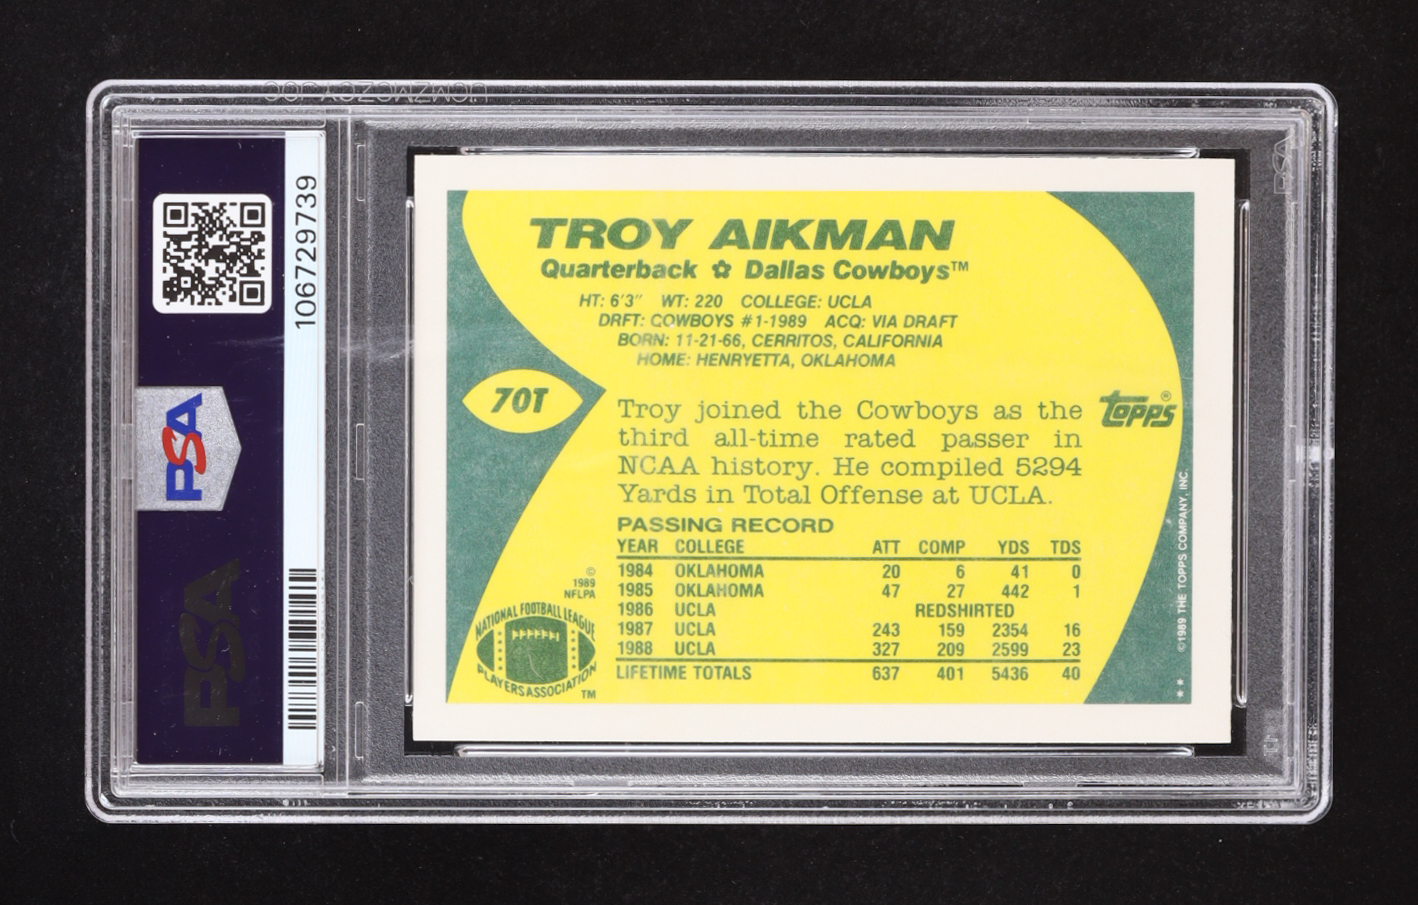 106729739
PSA
PSA
PSA
TROY AIKMAN
Quarterback ✿ Dallas Cowboys™
HT: 6'3" WT: 220 COLLEGE: UCLA
DRFT: COWBOYS #1-1989 ACQ: VIA DRAFT
BORN: 11-21-66, CERRITOS, CALIFORNIA
HOME: HENRYETTA, OKLAHOMA
70T
Troy joined the Cowboys as the
third all-time rated passer in
NCAA history. He compiled 5294
Yards in Total Offense at UCLA.
TOPPS®
PASSING RECORD
YEAR COLLEGE ATT COMP YDS TDS
1984 OKLAHOMA 20 6 41 0
1985 OKLAHOMA 47 27 442 1
1986 UCLA REDSHIRTED
1987 UCLA 243 159 2354 16
1988 UCLA 327 209 2599 23
LIFETIME TOTALS 637 401 5436 40
©
1989
NFLPA
NATIONAL FOOTBALL LEAGUE
PLAYERS ASSOCIATION
™
* * ©1989 THE TOPPS COMPANY, INC.